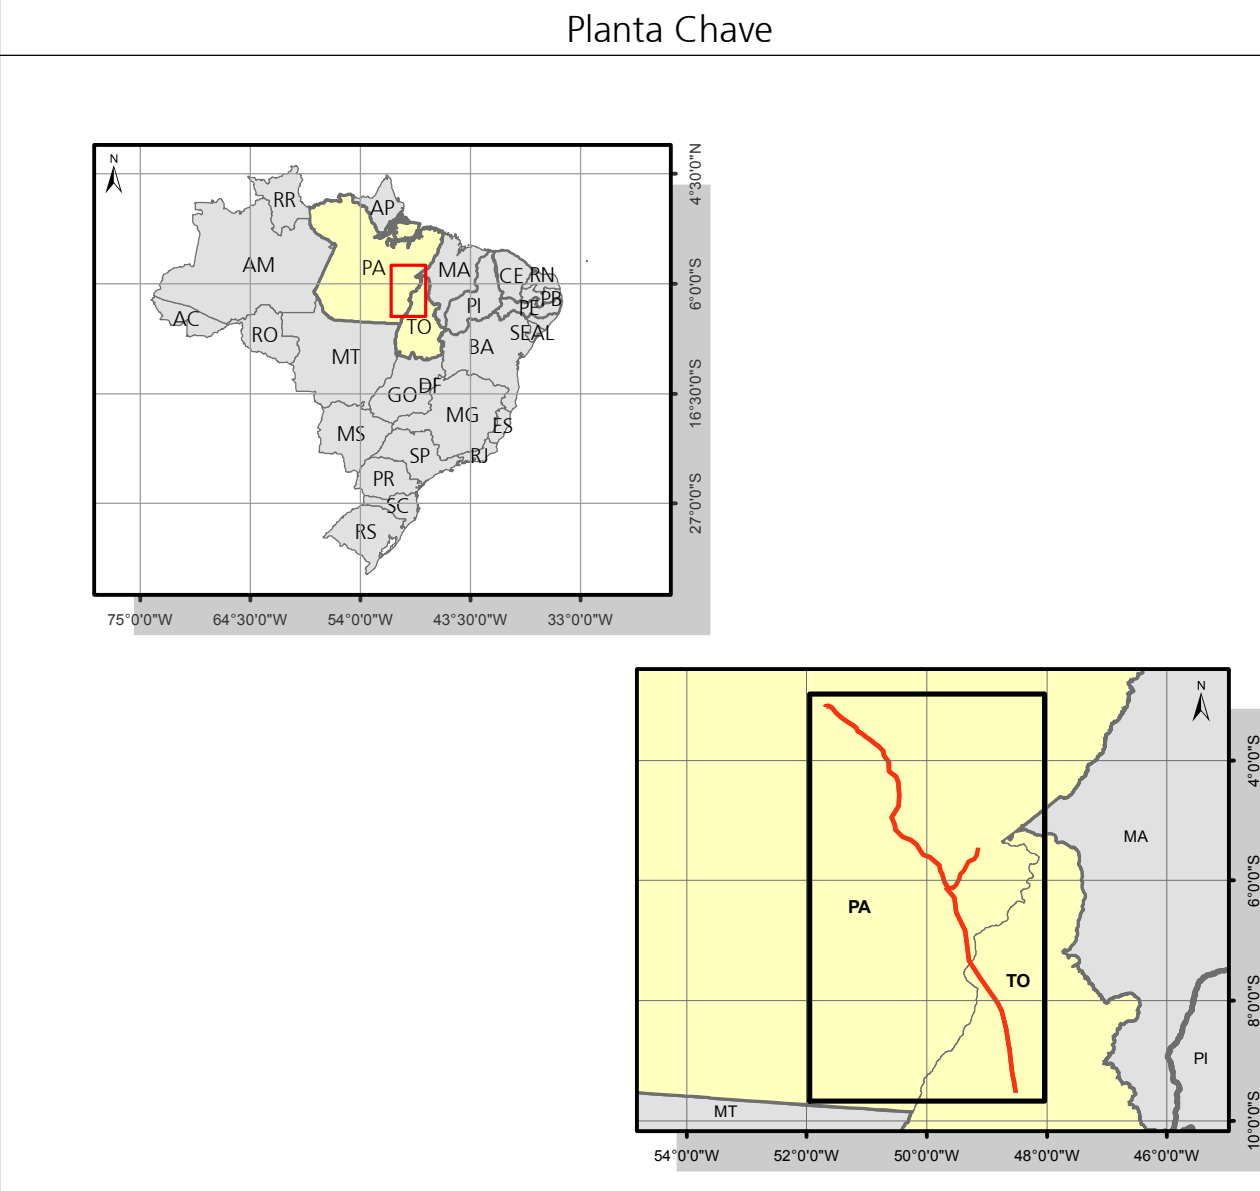 Planta Chave
N
RR
AP
AM
PA
MA
CE
RN
PB
PI
PE
AC
RO
TO
SE
AL
MT
BA
GO
DF
MG
MS
ES
SP
RJ
PR
SC
RS
4°30'0"N
6°0'0"S
16°30'0"S
27°0'0"S
75°0'0"W
64°30'0"W
54°0'0"W
43°30'0"W
33°0'0"W
N
MA
PA
TO
PI
MT
4°0'0"S
6°0'0"S
8°0'0"S
10°0'0"S
54°0'0"W
52°0'0"W
50°0'0"W
48°0'0"W
46°0'0"W